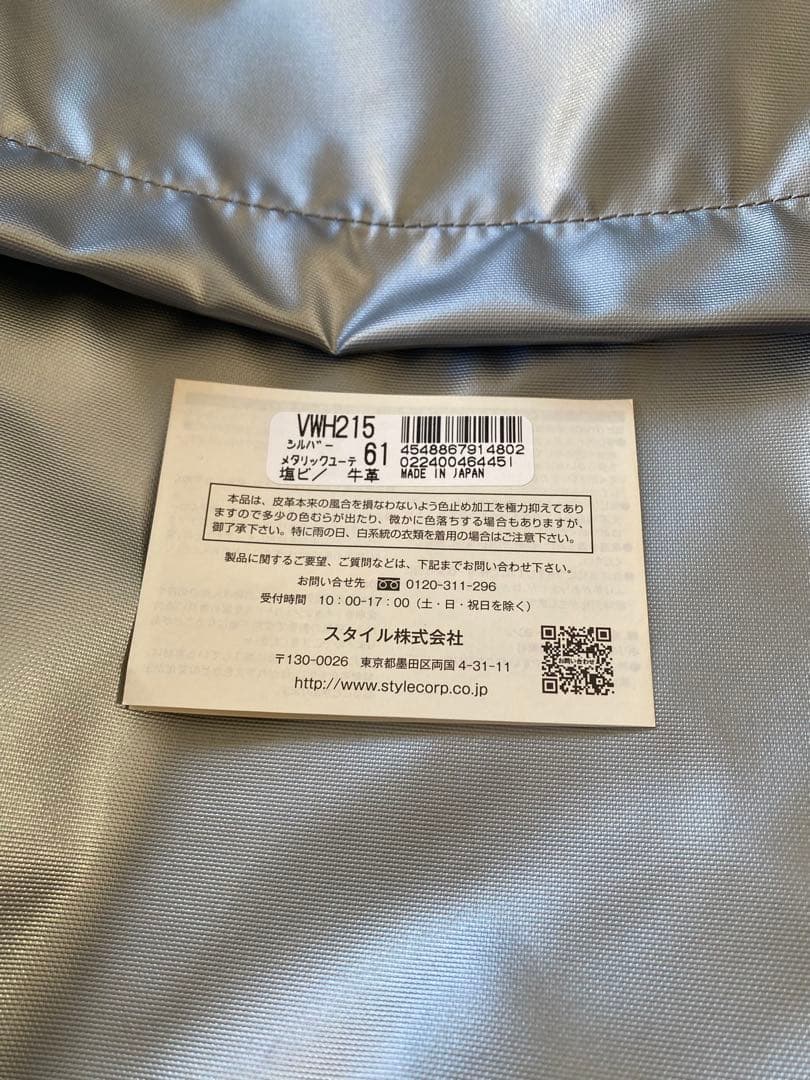 VWH215
シルバー 61
メタリックユーテ
塩ビ/ 牛革
4548867914802
022400464451
MADE IN JAPAN
本品は、皮革本来の風合を損なわないよう色止め加工を極力抑えてあり
ますので多少の色むらが出たり、微かに色落ちする場合もありますが、
御了承下さい。特に雨の日、白系統の衣類を着用の場合はご注意下さい。
製品に関するご要望、ご質問などは、下記までお問い合わせ下さい。
お問い合せ先 0120-311-296
受付時間 10:00-17:00(土・日・祝日を除く)
スタイル株式会社
〒130-0026 東京都墨田区両国4-31-11
http://www.stylecorp.co.jp
お問い合わせ